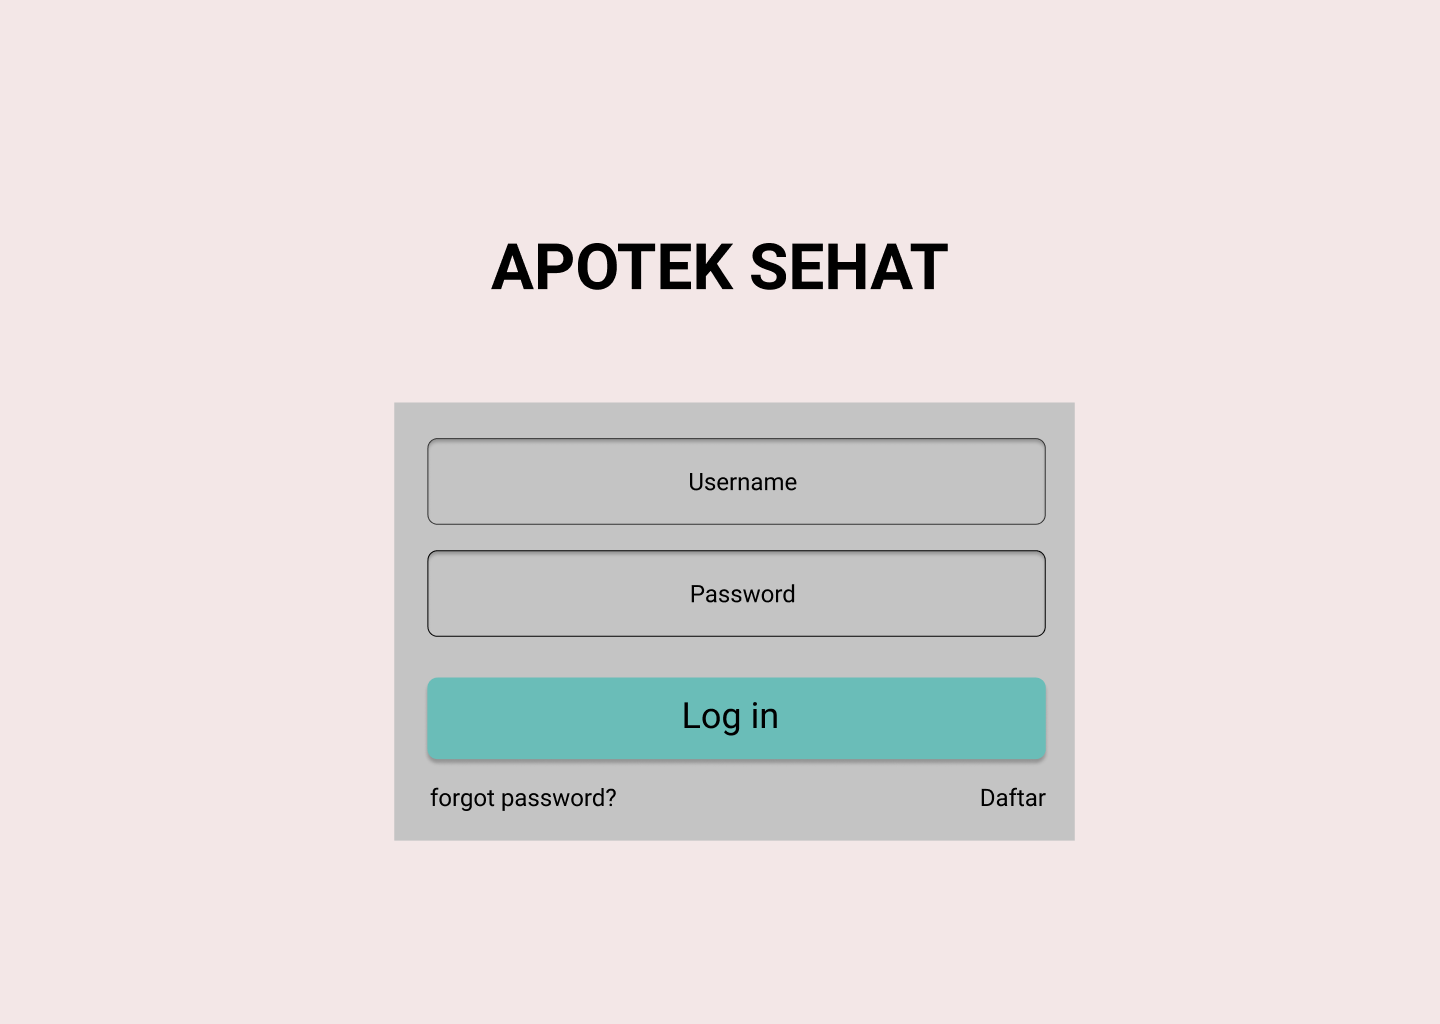 APOTEK SEHAT
Username
Password
Log in
forgot password?
Daftar